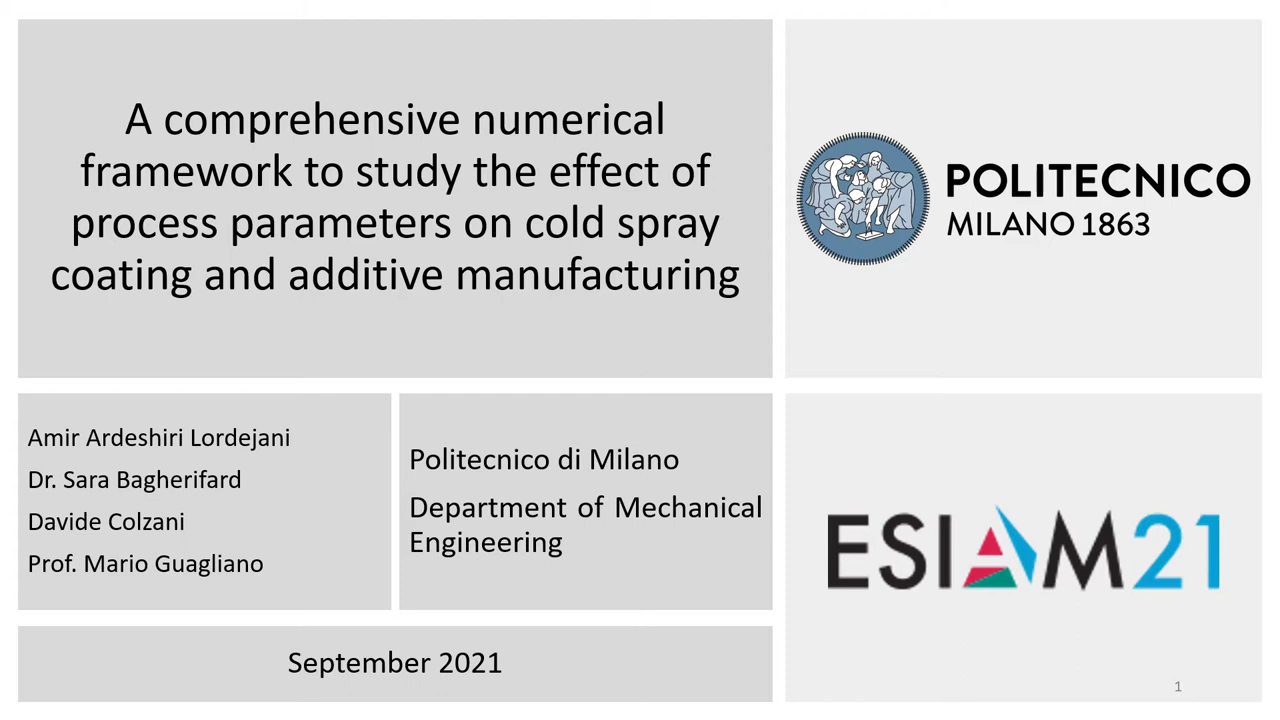 A comprehensive numerical
framework to study the effect of
process parameters on cold spray
coating and additive manufacturing
POLITECNICO
MILANO 1863
Amir Ardeshiri Lordejani
Dr. Sara Bagherifard
Davide Colzani
Prof. Mario Guagliano
Politecnico di Milano
Department of Mechanical
Engineering
ESIAM21
September 2021
1